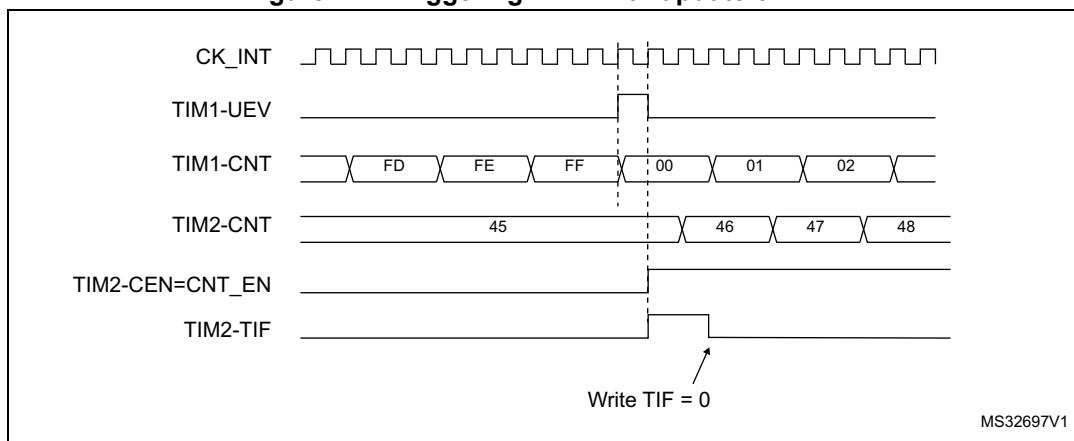 CK_INT
TIM1-UEV
TIM1-CNT FD FE FF 00 01 02
TIM2-CNT 45 46 47 48
TIM2-CEN=CNT_EN
TIM2-TIF
Write TIF = 0
MS32697V1